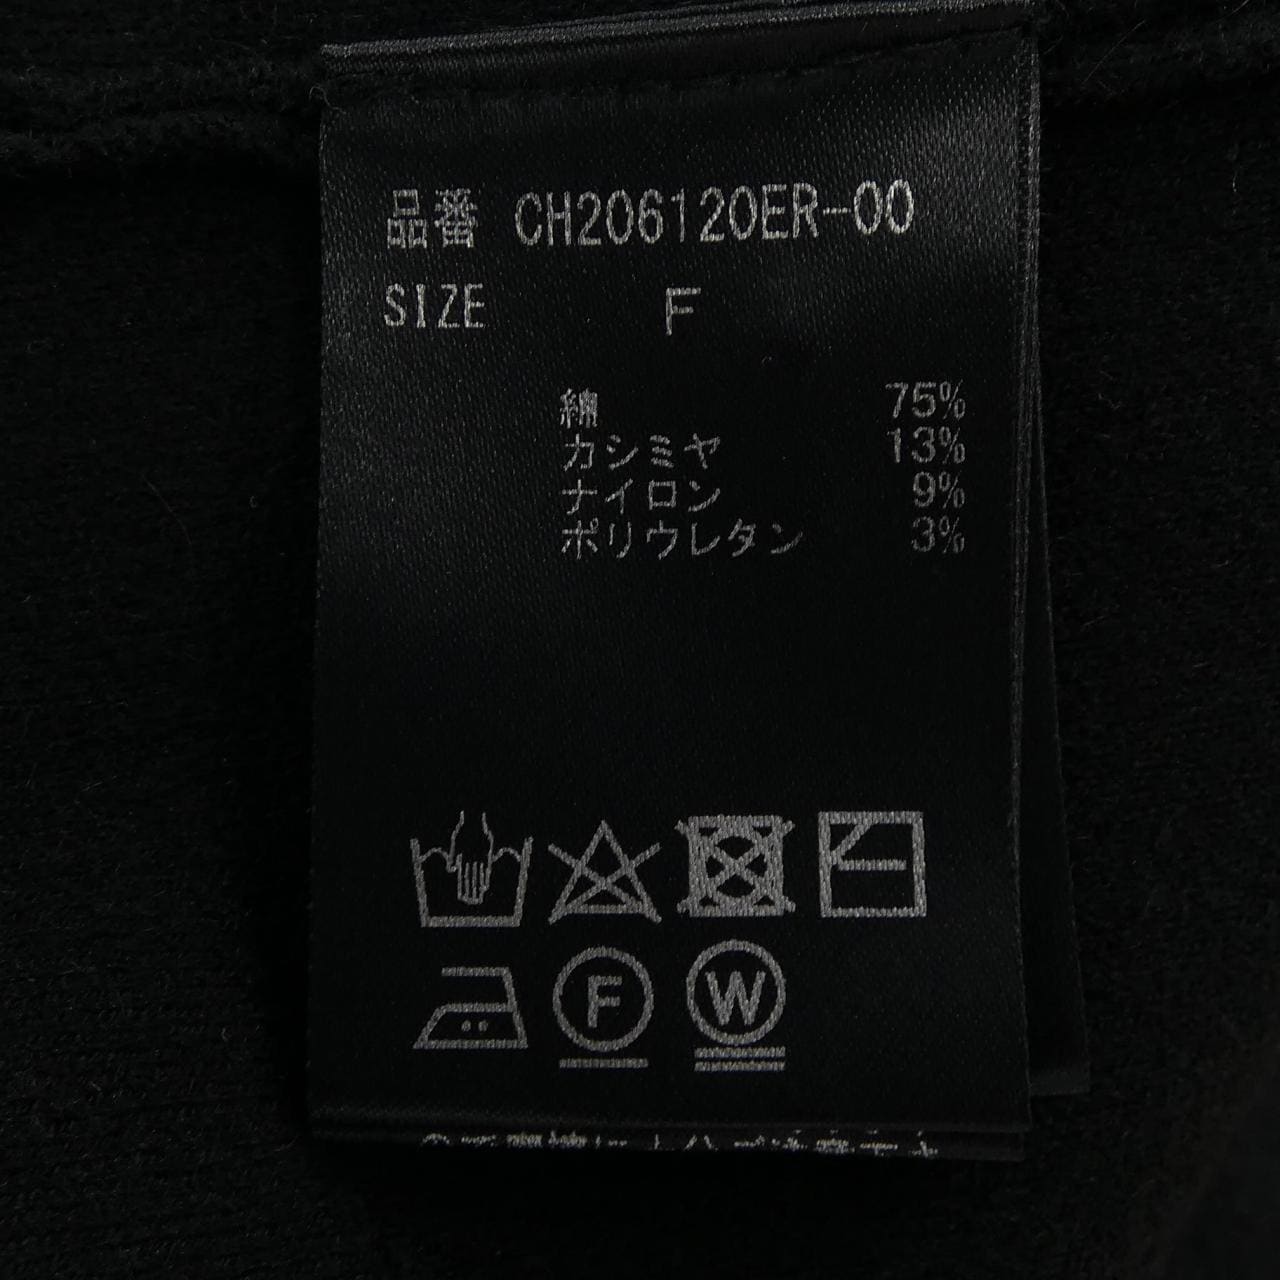 品番 CH206120ER-00
SIZE F
綿 75%
カシミヤ 13%
ナイロン 9%
ポリウレタン 3%
F
W